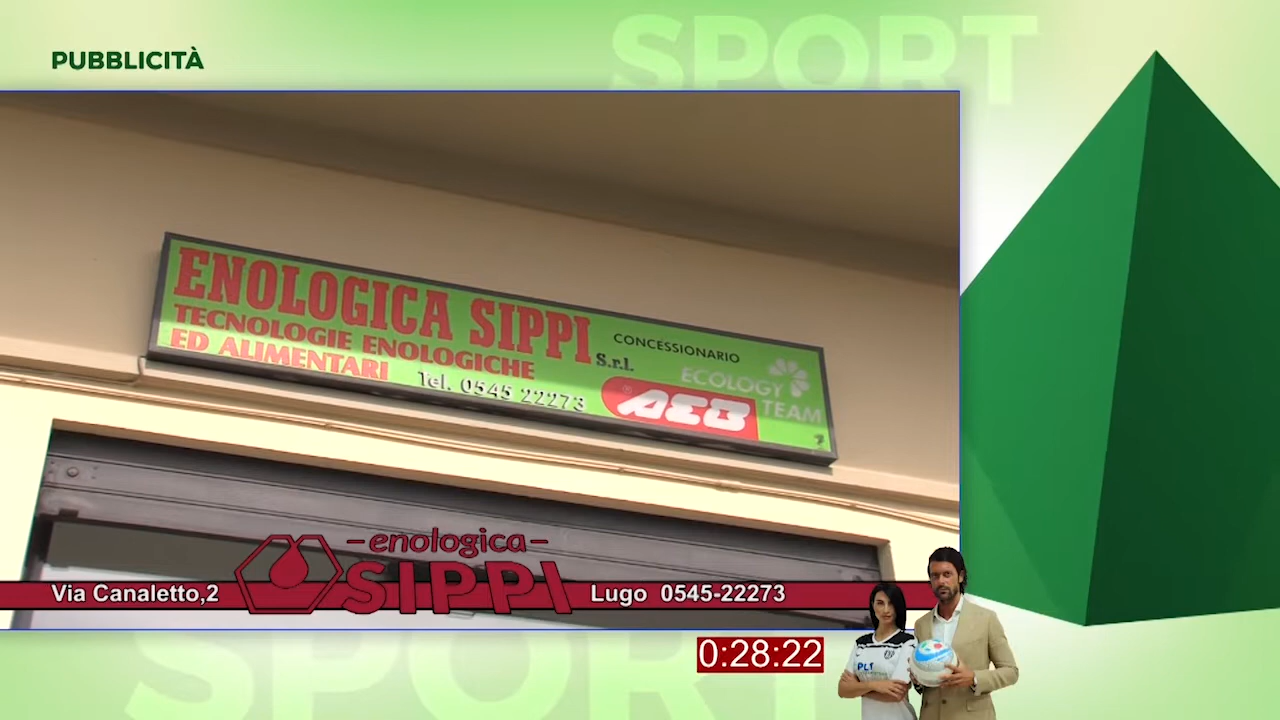 SPORT
PUBBLICITÀ
ENOLOGICA SIPPI S.r.l.
TECNOLOGIE ENOLOGICHE
ED ALIMENTARI
Tel. 0545 22273
CONCESSIONARIO
AEB
ECOLOGY
TEAM
enologica
SIPPI
Via Canaletto,2
Lugo 0545-22273
0:28:22
SPORT